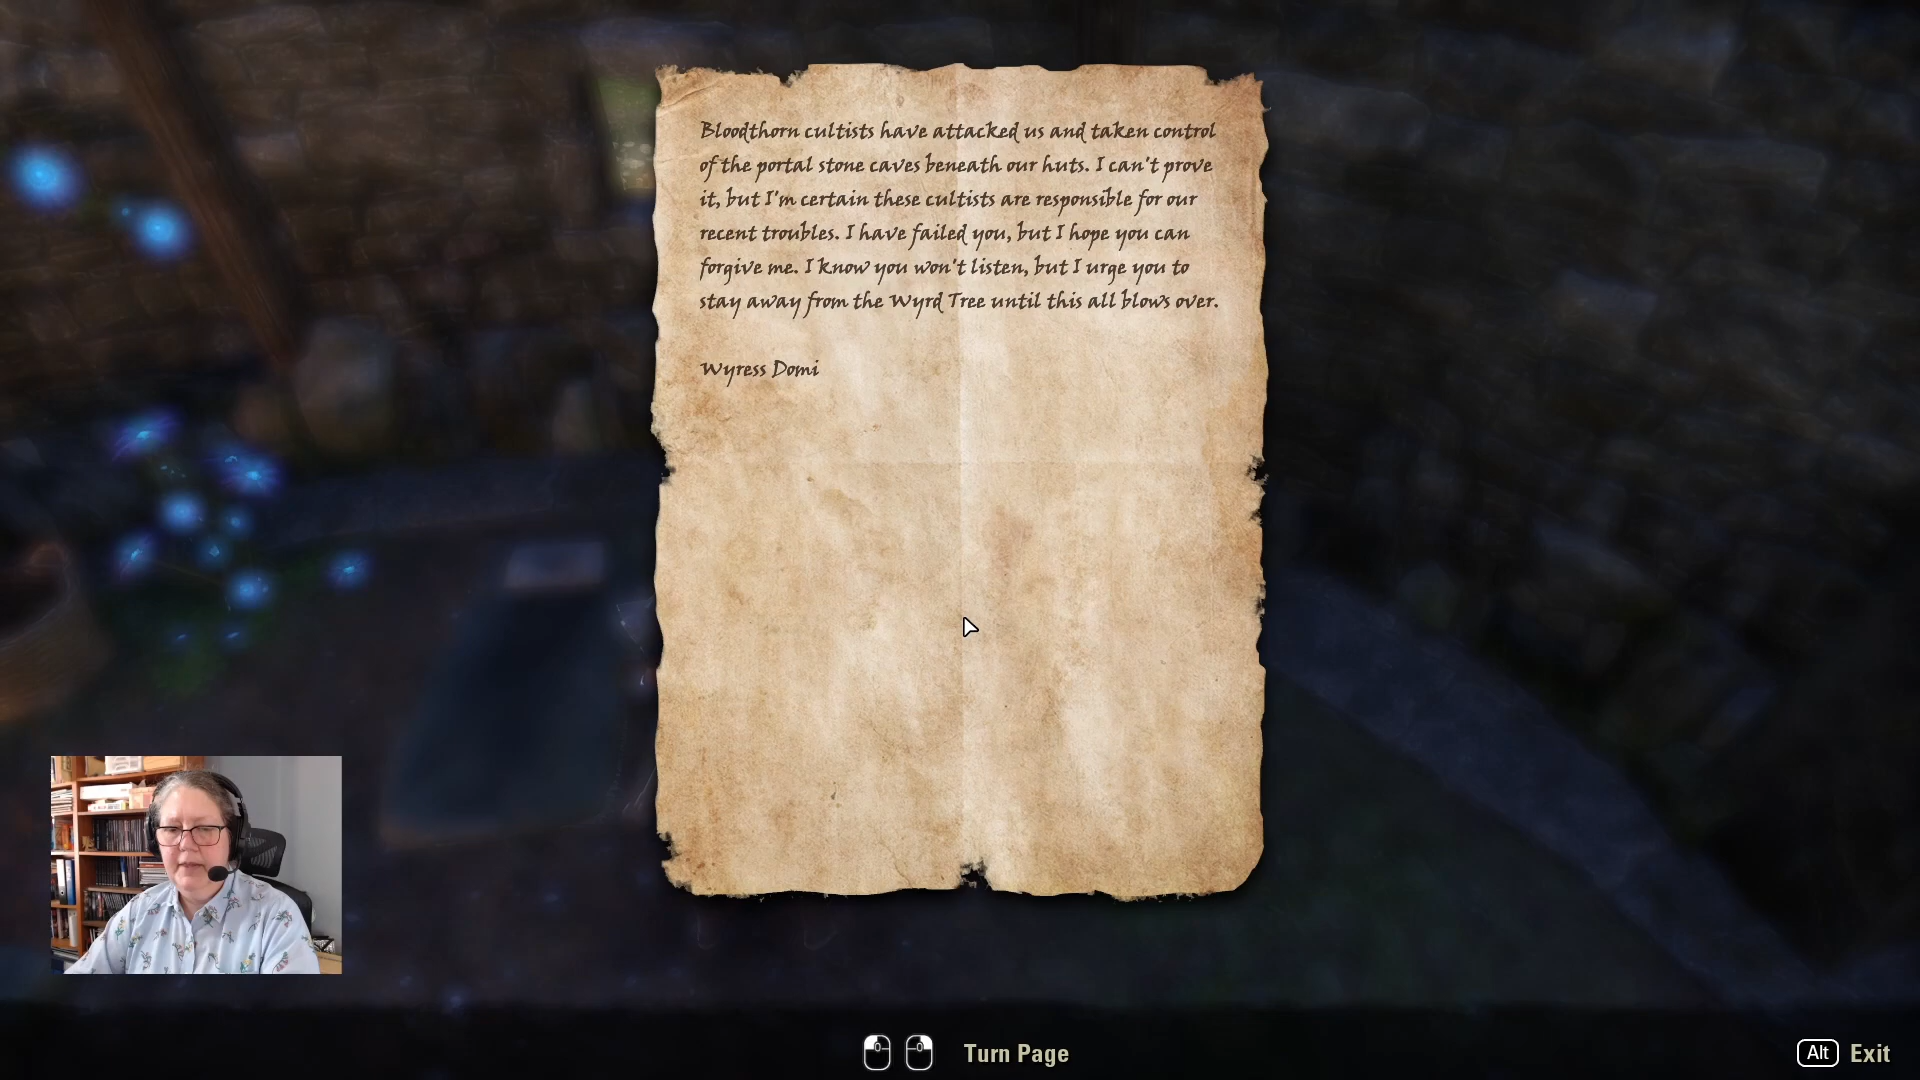 Bloodthorn cultists have attacked us and taken control
of the portal stone caves beneath our huts. I can't prove
it, but I'm certain these cultists are responsible for our
recent troubles. I have failed you, but I hope you can
forgive me. I know you won't listen, but I urge you to
stay away from the Wyrd Tree until this all blows over.
Wyress Domi
Turn Page
Alt Exit